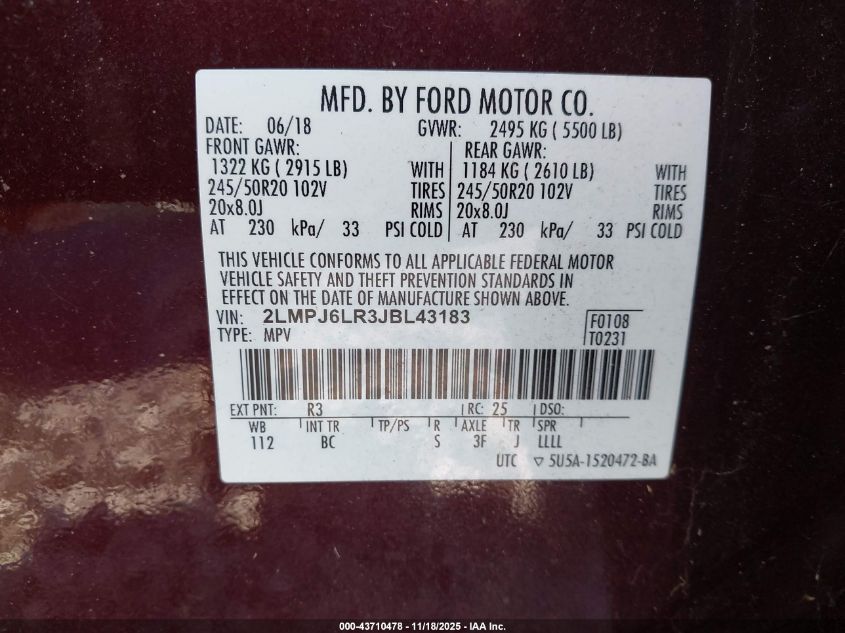 MFD. BY FORD MOTOR CO.
DATE: 06/18 GVWR: 2495 KG ( 5500 LB)
FRONT GAWR: REAR GAWR:
1322 KG ( 2915 LB) WITH 1184 KG ( 2610 LB) WITH
245/50R20 102V TIRES 245/50R20 102V TIRES
20x8.0J RIMS 20x8.0J RIMS
AT 230 kPa/ 33 PSI COLD AT 230 kPa/ 33 PSI COLD
THIS VEHICLE CONFORMS TO ALL APPLICABLE FEDERAL MOTOR
VEHICLE SAFETY AND THEFT PREVENTION STANDARDS IN
EFFECT ON THE DATE OF MANUFACTURE SHOWN ABOVE.
VIN: 2LMPJ6LR3JBL43183 F0108
TYPE: MPV T0231
EXT PNT: R3 RC: 25 DSO:
WB INT TR TP/PS R AXLE TR SPR
112 BC S 3F J LLLL
UTC ▽ 5U5A-1520472-BA
000-43710478 - 11/18/2025 - IAA Inc.